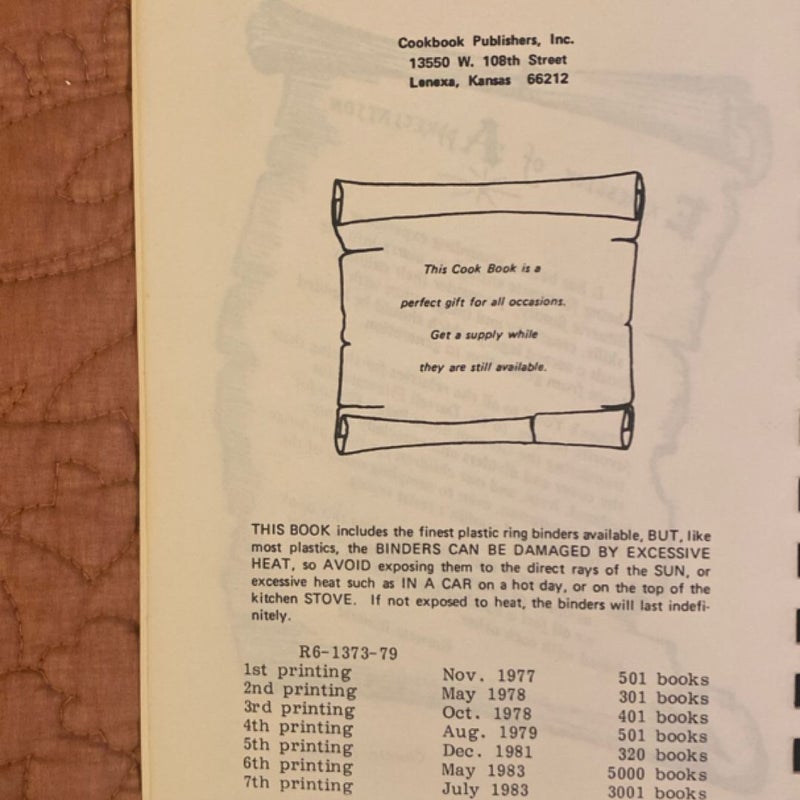 Cookbook Publishers, Inc.
13550 W. 108th Street
Lenexa, Kansas 66212
This Cook Book is a
perfect gift for all occasions.
Get a supply while
they are still available.
THIS BOOK includes the finest plastic ring binders available, BUT, like
most plastics, the BINDERS CAN BE DAMAGED BY EXCESSIVE
HEAT, so AVOID exposing them to the direct rays of the SUN, or
excessive heat such as IN A CAR on a hot day, or on the top of the
kitchen STOVE. If not exposed to heat, the binders will last indefi-
nitely.
R6-1373-79
1st printing Nov. 1977 501 books
2nd printing May 1978 301 books
3rd printing Oct. 1978 401 books
4th printing Aug. 1979 501 books
5th printing Dec. 1981 320 books
6th printing May 1983 5000 books
7th printing July 1983 3001 books